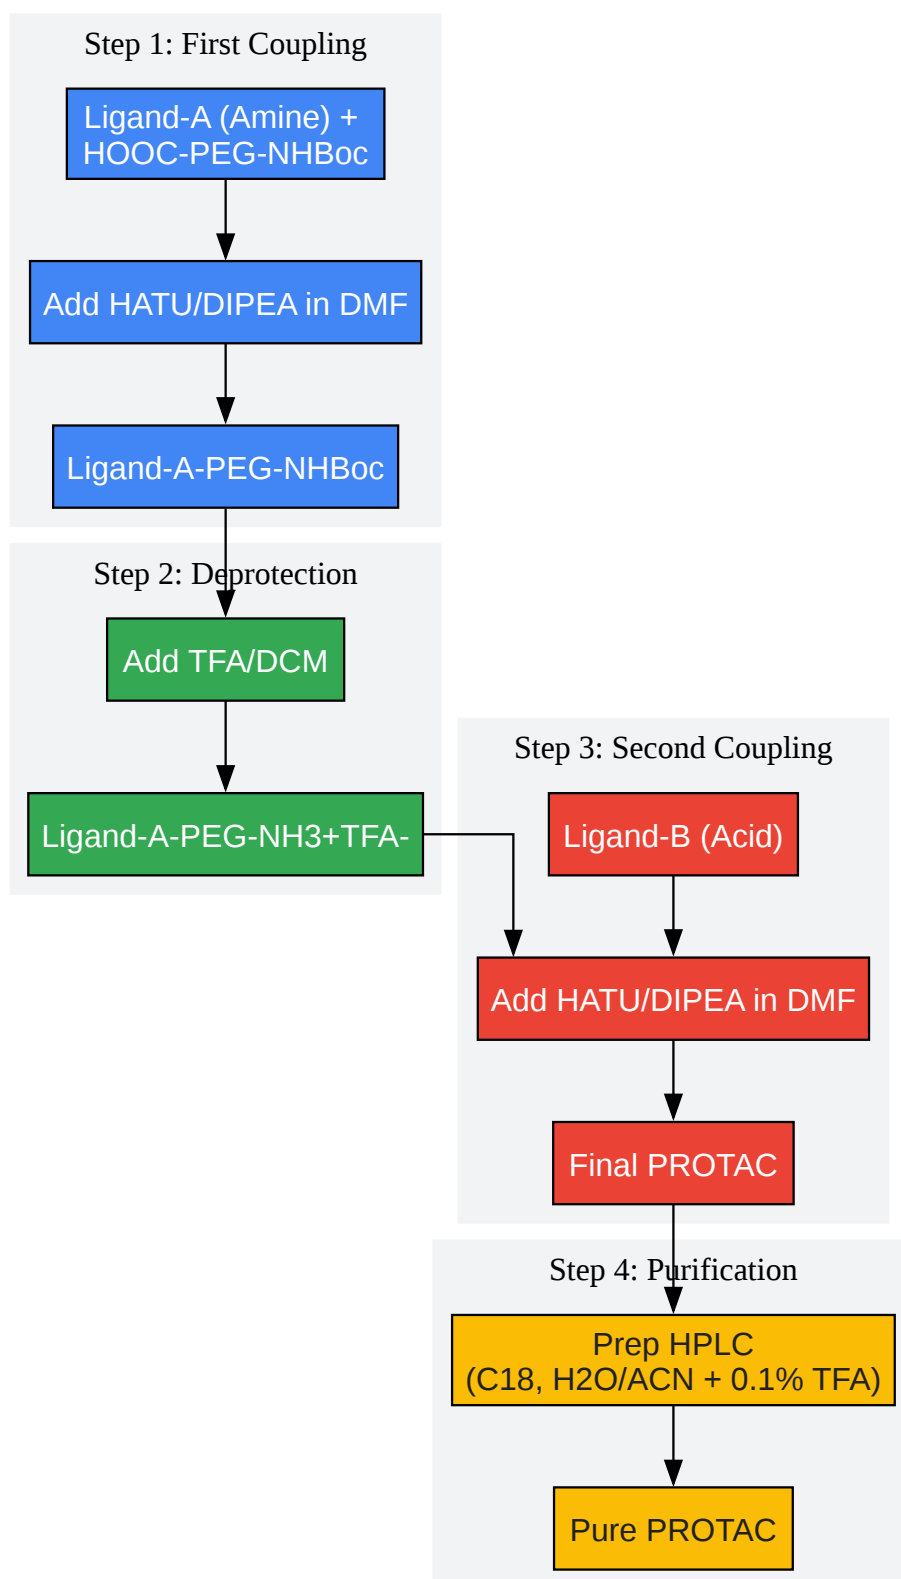 Step 1: First Coupling
Ligand-A (Amine) +
HOOC-PEG-NHBoc
Add HATU/DIPEA in DMF
Ligand-A-PEG-NHBoc
Step 2: Deprotection
Add TFA/DCM
Ligand-A-PEG-NH3+TFA-
Step 3: Second Coupling
Ligand-B (Acid)
Add HATU/DIPEA in DMF
Final PROTAC
Step 4: Purification
Prep HPLC
(C18, H2O/ACN + 0.1% TFA)
Pure PROTAC